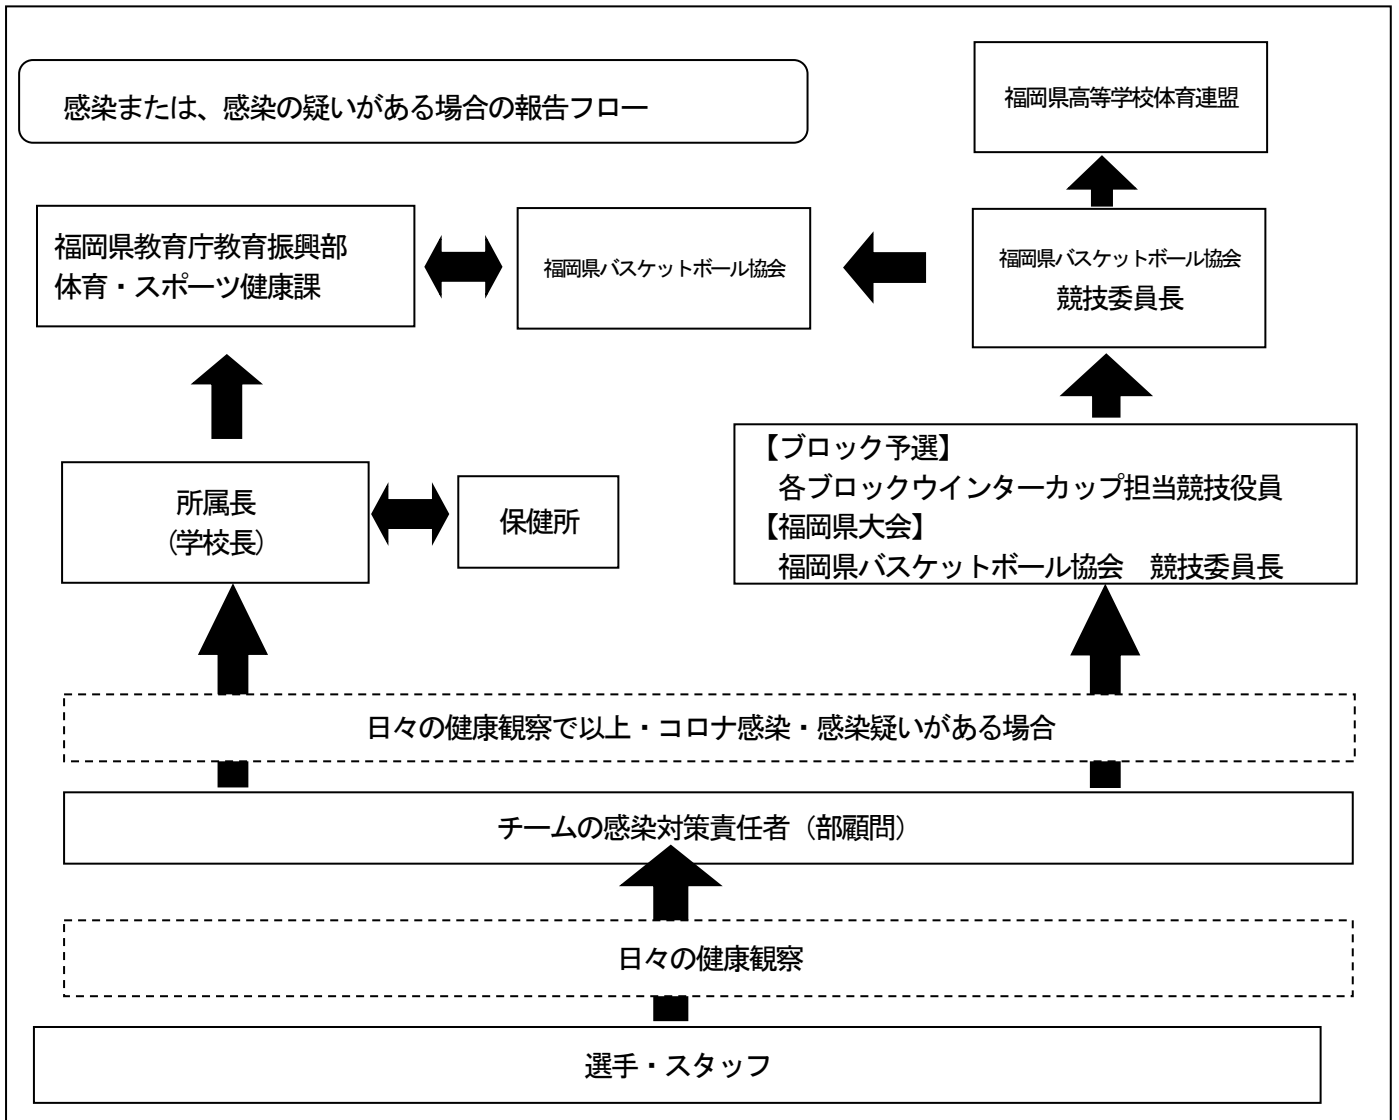 感染または、感染の疑いがある場合の報告フロー
福岡県高等学校体育連盟
福岡県教育庁教育振興部
体育・スポーツ健康課
福岡県バスケットボール協会
福岡県バスケットボール協会
競技委員長
所属長
（学校長）
保健所
【ブロック予選】
各ブロックウインターカップ担当競技役員
【福岡県大会】
福岡県バスケットボール協会　競技委員長
日々の健康観察で以上・コロナ感染・感染疑いがある場合
チームの感染対策責任者（部顧問）
日々の健康観察
選手・スタッフ